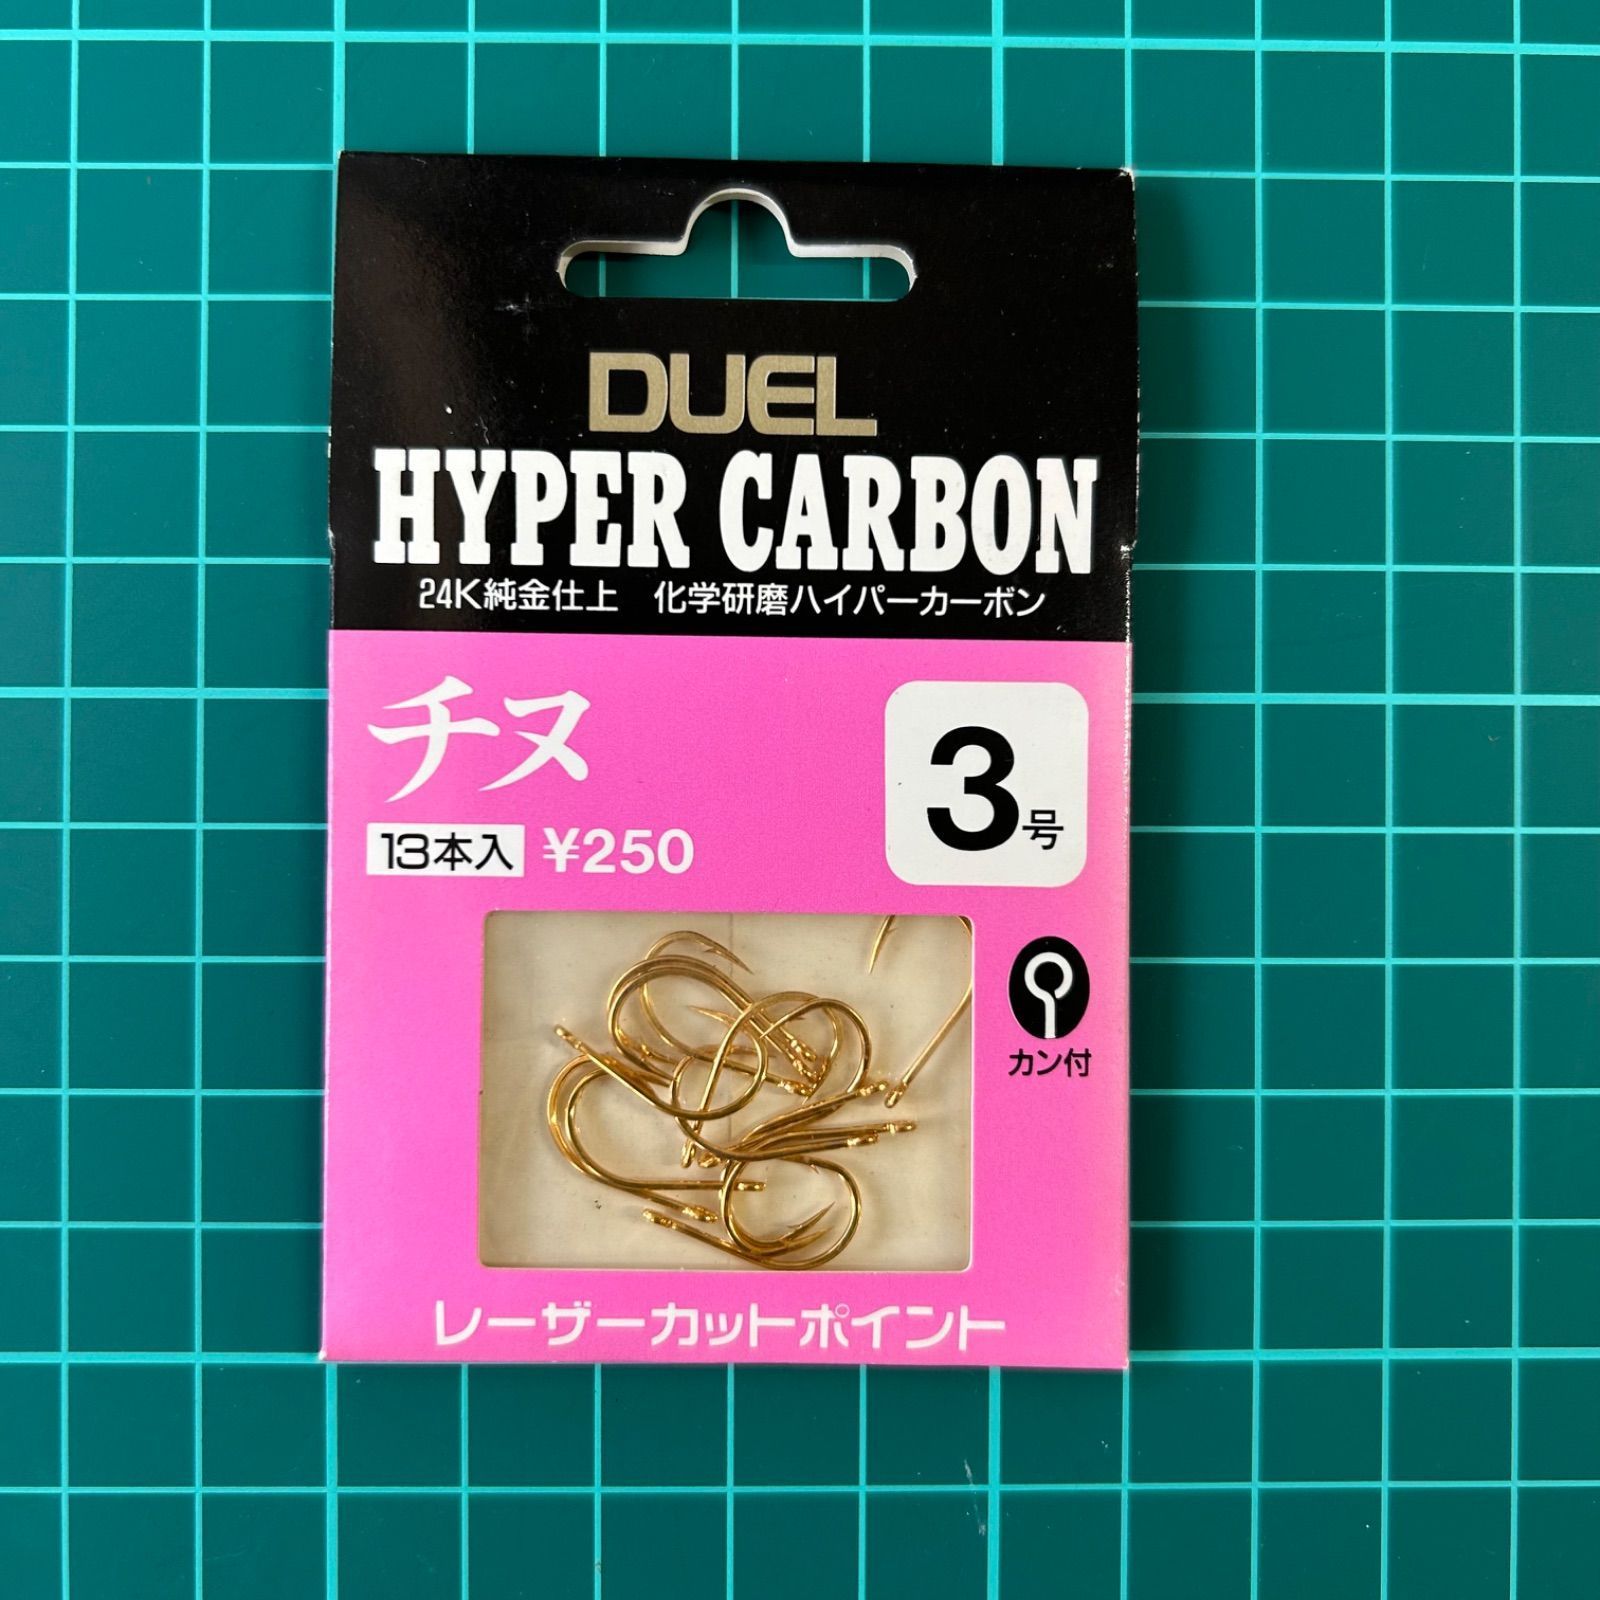 DUEL
HYPER CARBON
24K純金仕上 化学研磨ハイパーカーボン
チヌ
3号
13本入 ¥250
カン付
レーザーカットポイント